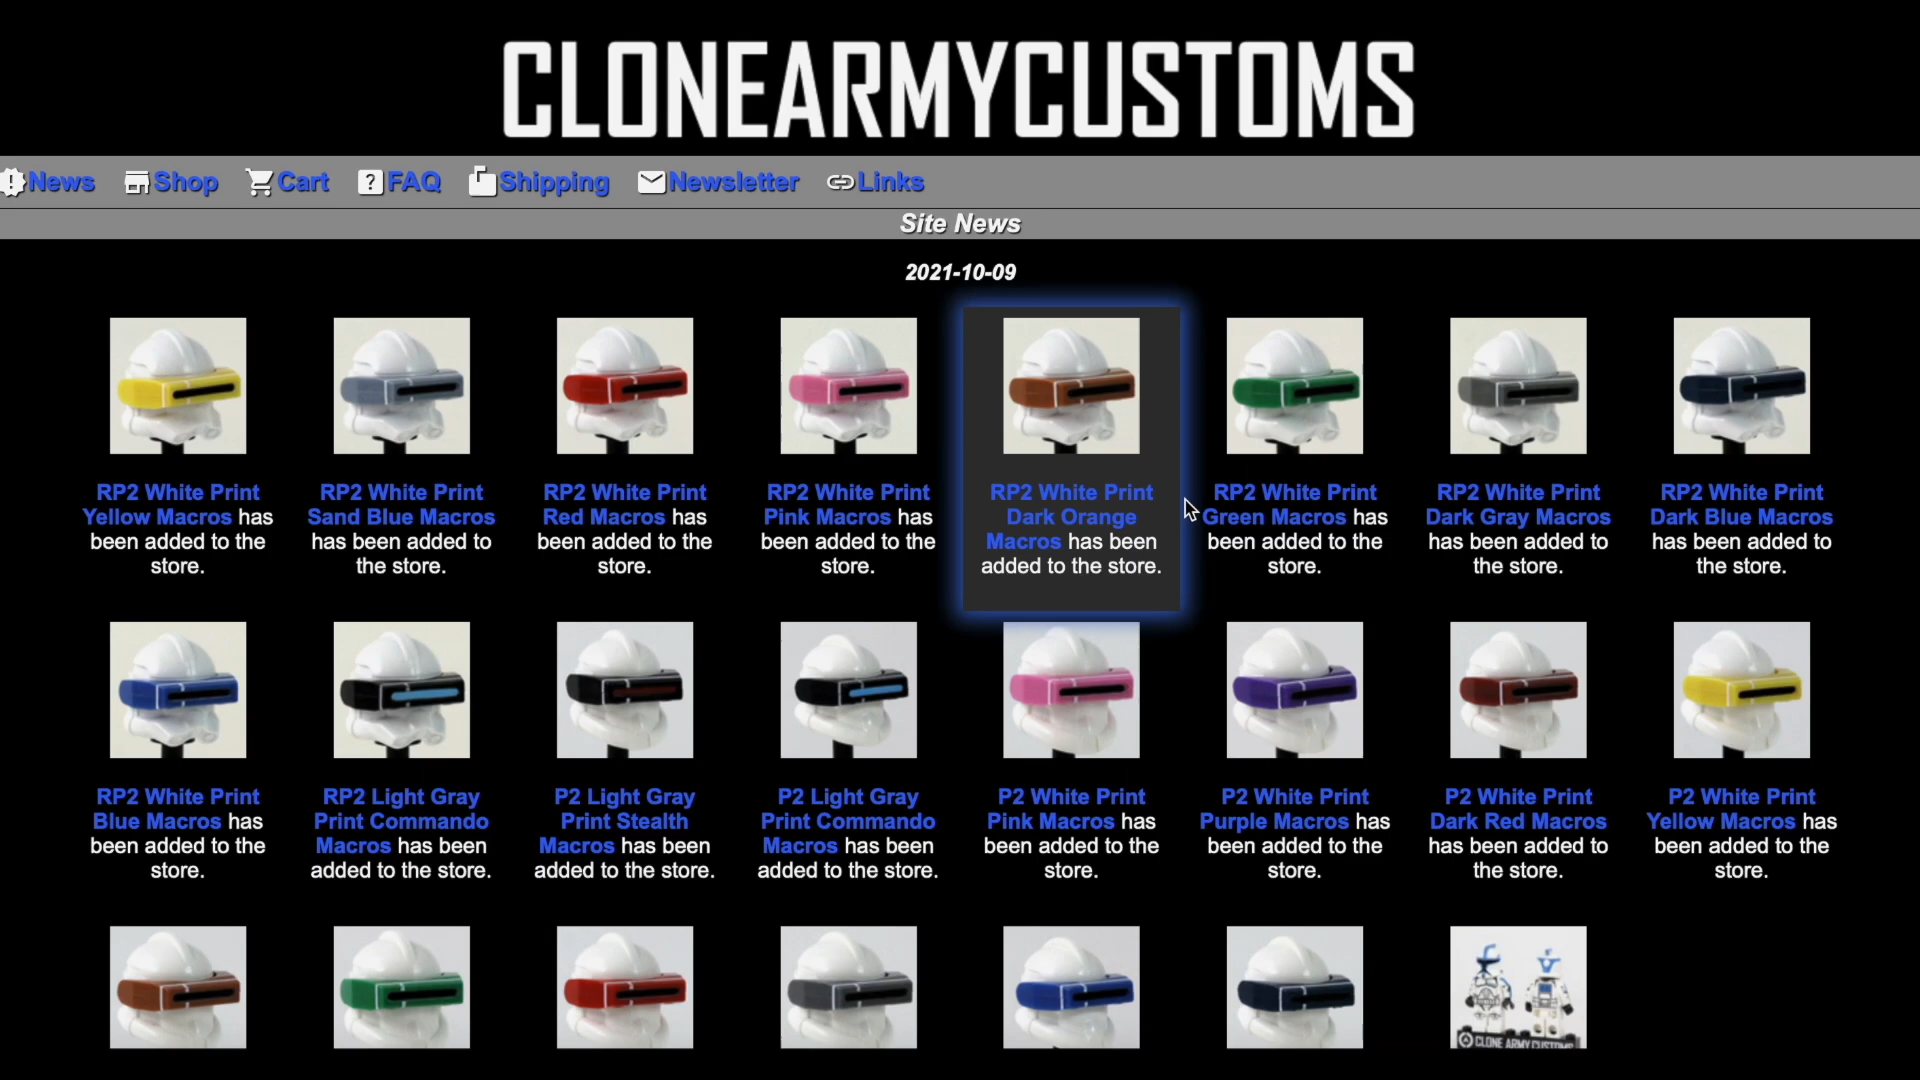 CLONEARMYCUSTOMS
News Shop Cart FAQ Shipping Newsletter Links
Site News
2021-10-09
RP2 White Print
Yellow Macros has
been added to the
store.
RP2 White Print
Sand Blue Macros
has been added to
the store.
RP2 White Print
Red Macros has
been added to the
store.
RP2 White Print
Pink Macros has
been added to the
store.
RP2 White Print
Dark Orange
Macros has been
added to the store.
RP2 White Print
Green Macros has
been added to the
store.
RP2 White Print
Dark Gray Macros
has been added to
the store.
RP2 White Print
Dark Blue Macros
has been added to
the store.
RP2 White Print
Blue Macros has
been added to the
store.
RP2 Light Gray
Print Commando
Macros has been
added to the store.
P2 Light Gray
Print Stealth
Macros has been
added to the store.
P2 Light Gray
Print Commando
Macros has been
added to the store.
P2 White Print
Pink Macros has
been added to the
store.
P2 White Print
Purple Macros has
been added to the
store.
P2 White Print
Dark Red Macros
has been added to
the store.
P2 White Print
Yellow Macros has
been added to the
store.
CLONE ARMY CUSTOMS